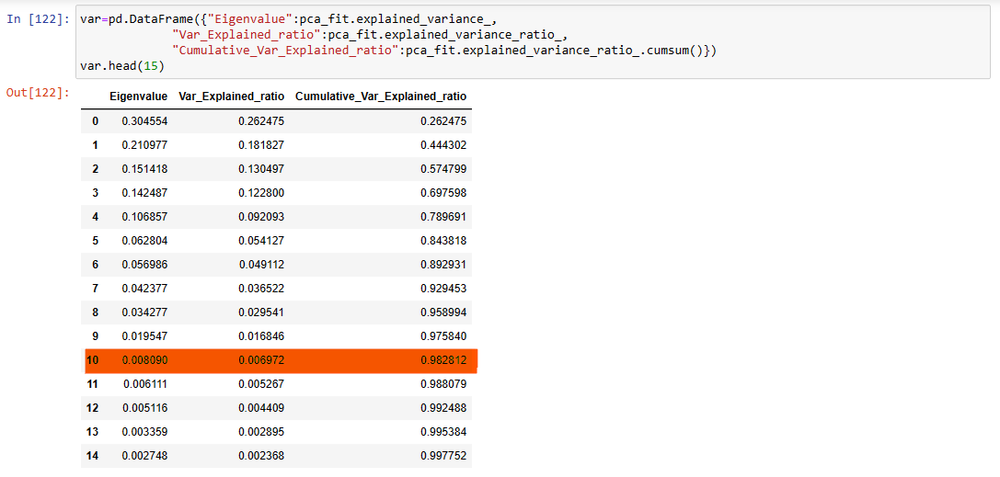 In [122]: var=pd.DataFrame({"Eigenvalue":pca_fit.explained_variance_,
"Var_Explained_ratio":pca_fit.explained_variance_ratio_,
"Cumulative_Var_Explained_ratio":pca_fit.explained_variance_ratio_.cumsum()})
var.head(15)
Out[122]:
Eigenvalue Var_Explained_ratio Cumulative_Var_Explained_ratio
0 0.304554 0.262475 0.262475
1 0.210977 0.181827 0.444302
2 0.151418 0.130497 0.574799
3 0.142487 0.122800 0.697598
4 0.106857 0.092093 0.789691
5 0.062804 0.054127 0.843818
6 0.056986 0.049112 0.892931
7 0.042377 0.036522 0.929453
8 0.034277 0.029541 0.958994
9 0.019547 0.016846 0.975840
10 0.008090 0.006972 0.982812
11 0.006111 0.005267 0.988079
12 0.005116 0.004409 0.992488
13 0.003359 0.002895 0.995384
14 0.002748 0.002368 0.997752